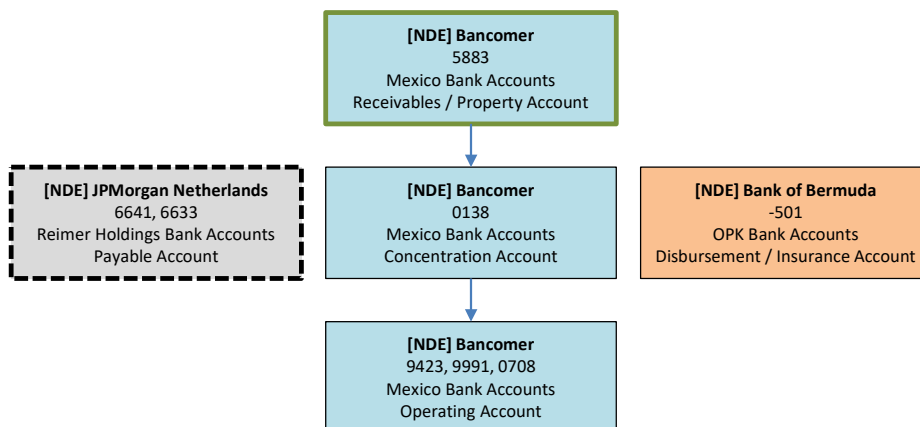 [NDE] Bancomer
5883
Mexico Bank Accounts
Receivables / Property Account
[NDE] JPMorgan Netherlands
6641, 6633
Reimer Holdings Bank Accounts
Payable Account
[NDE] Bancomer
0138
Mexico Bank Accounts
Concentration Account
[NDE] Bank of Bermuda
-501
OPK Bank Accounts
Disbursement / Insurance Account
[NDE] Bancomer
9423, 9991, 0708
Mexico Bank Accounts
Operating Account